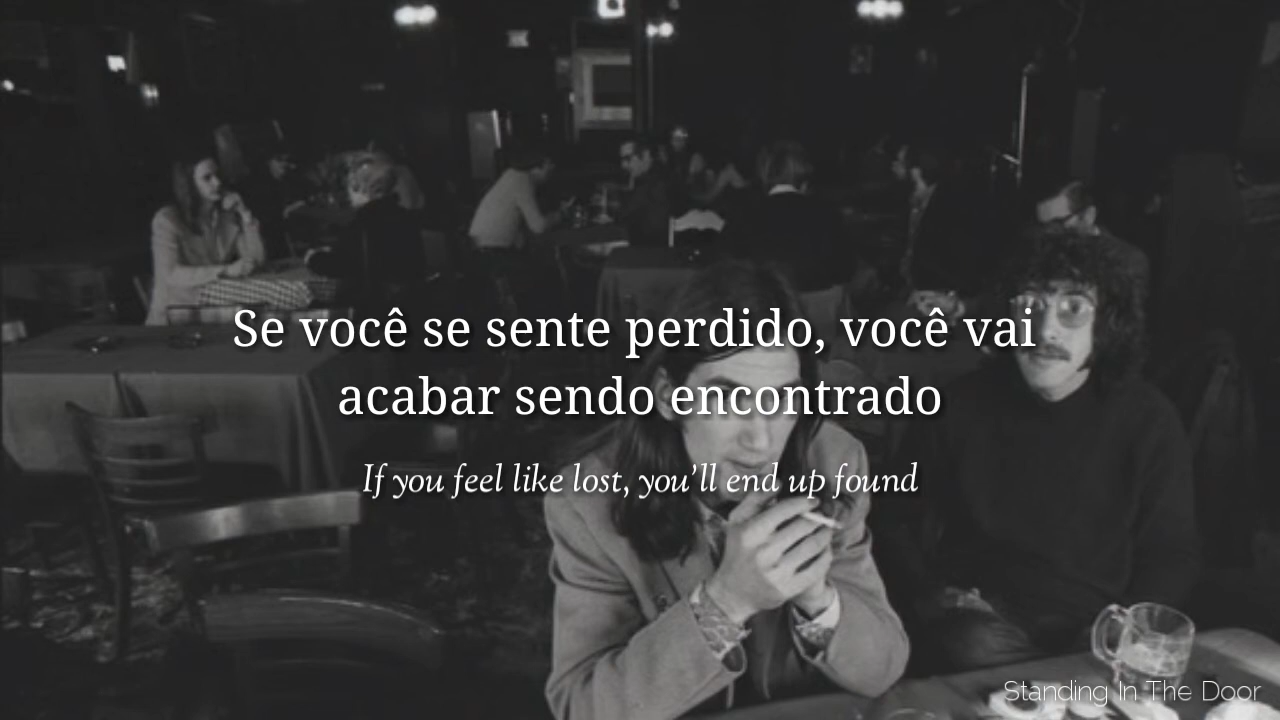 Se você se sente perdido, você vai
acabar sendo encontrado
If you feel like lost, you’ll end up found
Standing In The Door